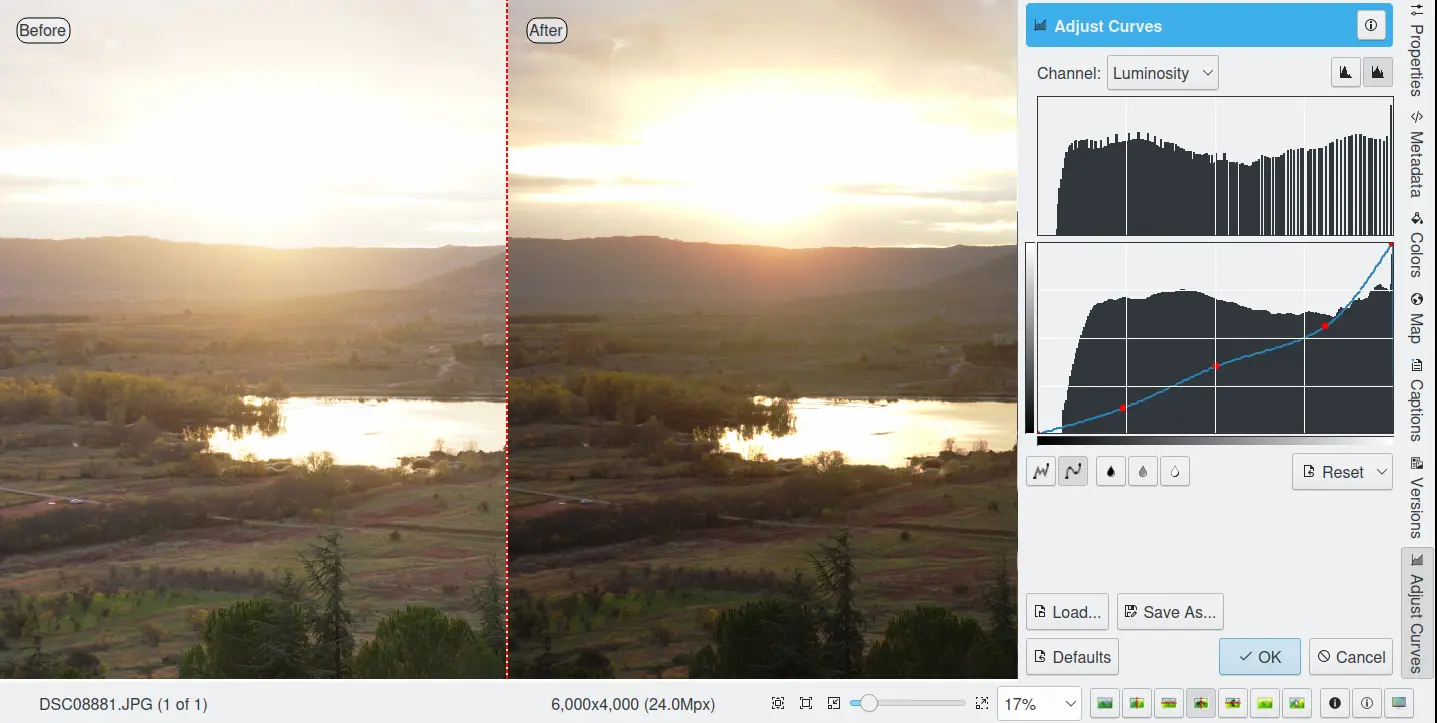 Before
After
Adjust Curves
Channel: Luminosity
Reset
Load...
Save As...
Defaults
OK
Cancel
Properties
Metadata
Colors
Map
Captions
Versions
Adjust Curves
DSC08881.JPG (1 of 1)
6,000x4,000 (24.0Mpx)
17%